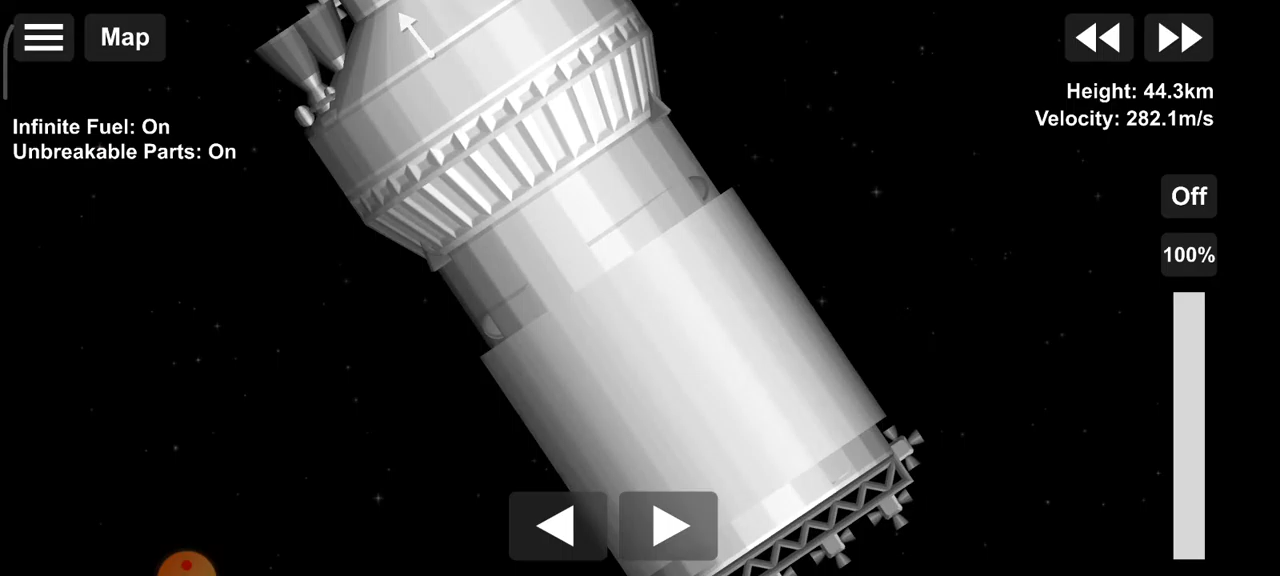 Map
Infinite Fuel: On
Unbreakable Parts: On
Height: 44.3km
Velocity: 282.1m/s
Off
100%